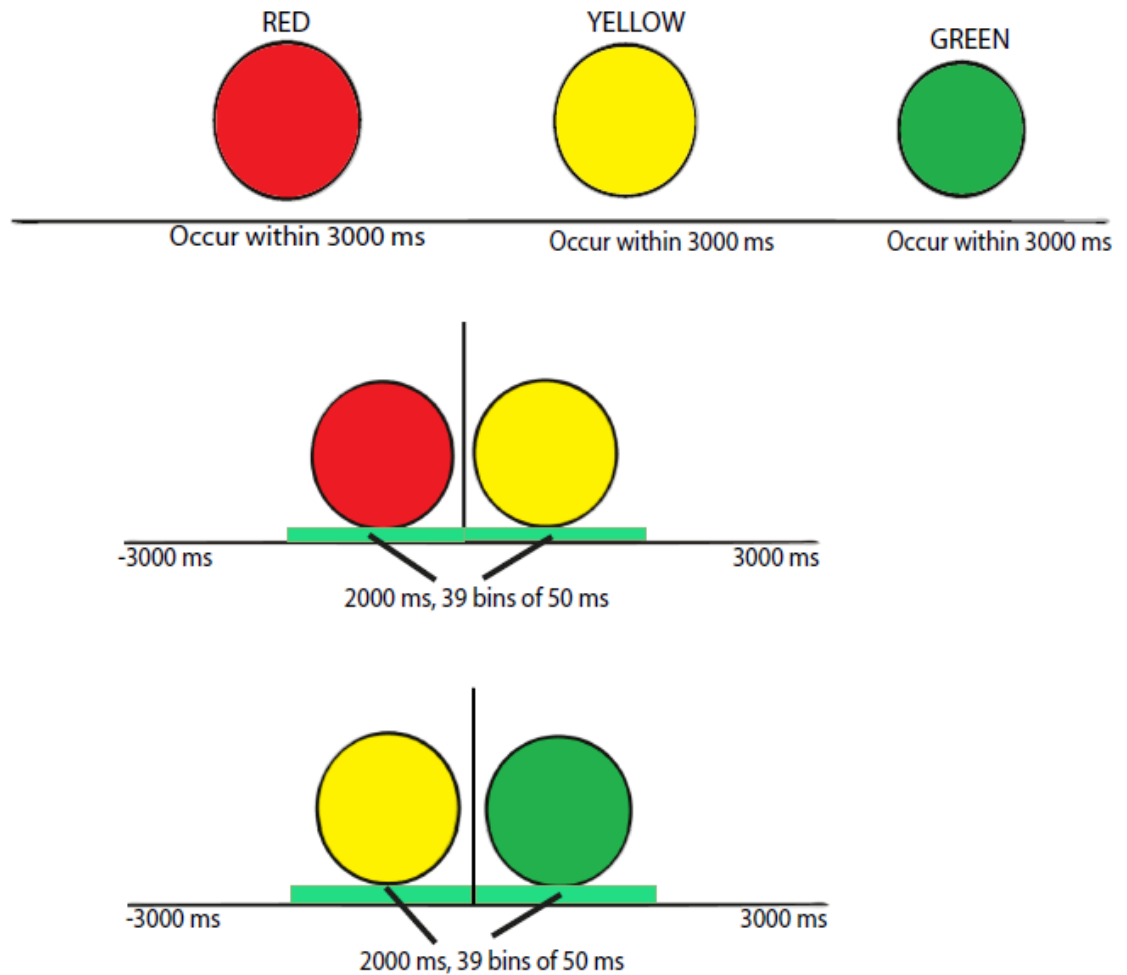 RED
YELLOW
GREEN
Occur within 3000 ms
Occur within 3000 ms
Occur within 3000 ms
-3000 ms
3000 ms
2000 ms, 39 bins of 50 ms
-3000 ms
3000 ms
2000 ms, 39 bins of 50 ms